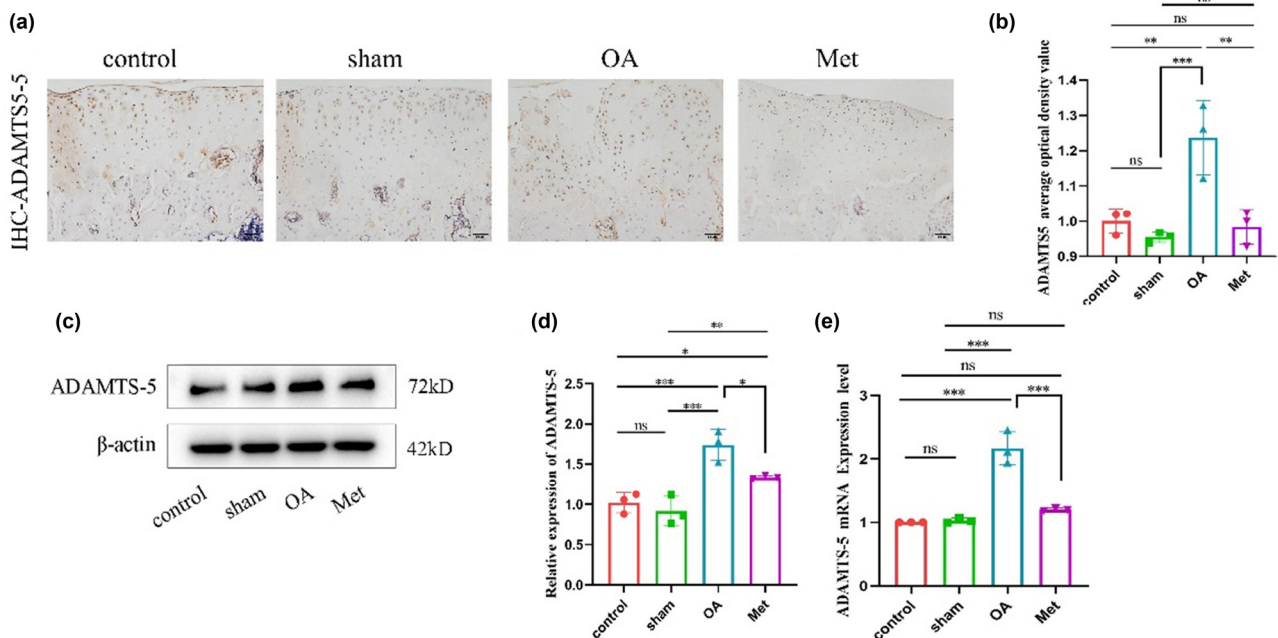 (a)
control
sham
OA
Met
IHC-ADAMTS5-5
(b)
ns
**
**
***
ns
ADAMTS5 average optical density value
1.4
1.3
1.2
1.1
1.0
0.9
control
sham
OA
Met
(c)
ADAMTS-5
72kD
β-actin
42kD
control
sham
OA
Met
(d)
**
*
***
*
***
ns
Relative expression of ADAMTS-5
2.5
2.0
1.5
1.0
0.5
0.0
control
sham
OA
Met
(e)
ns
***
ns
***
***
ns
ADAMTS-5 mRNA Expression level
3
2
1
0
control
sham
OA
Met